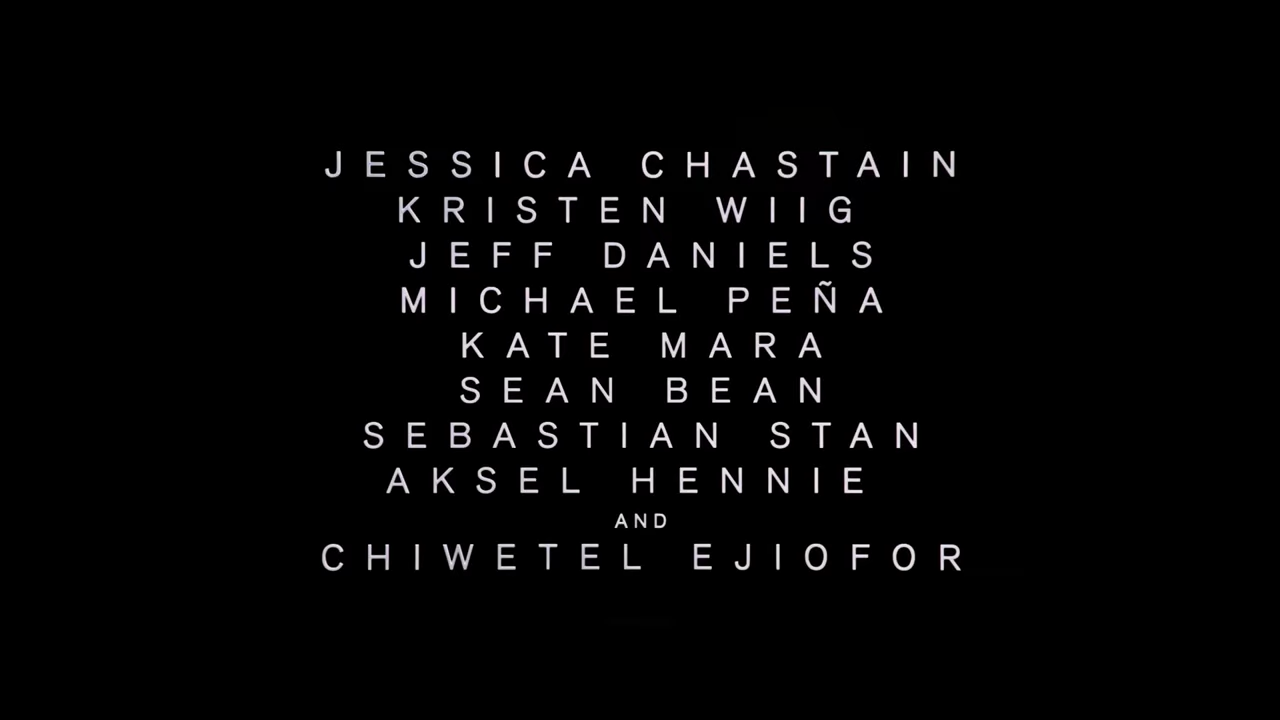 JESSICA CHASTAIN
KRISTEN WIIG
JEFF DANIELS
MICHAEL PEÑA
KATE MARA
SEAN BEAN
SEBASTIAN STAN
AKSEL HENNIE
AND
CHIWETEL EJIOFOR